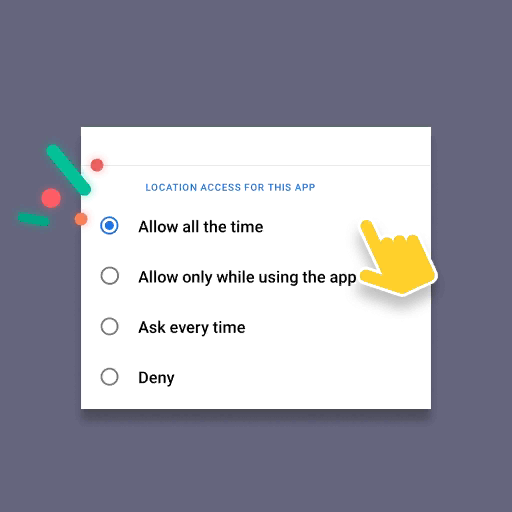 LOCATION ACCESS FOR THIS APP
Allow all the time
Allow only while using the app
Ask every time
Deny